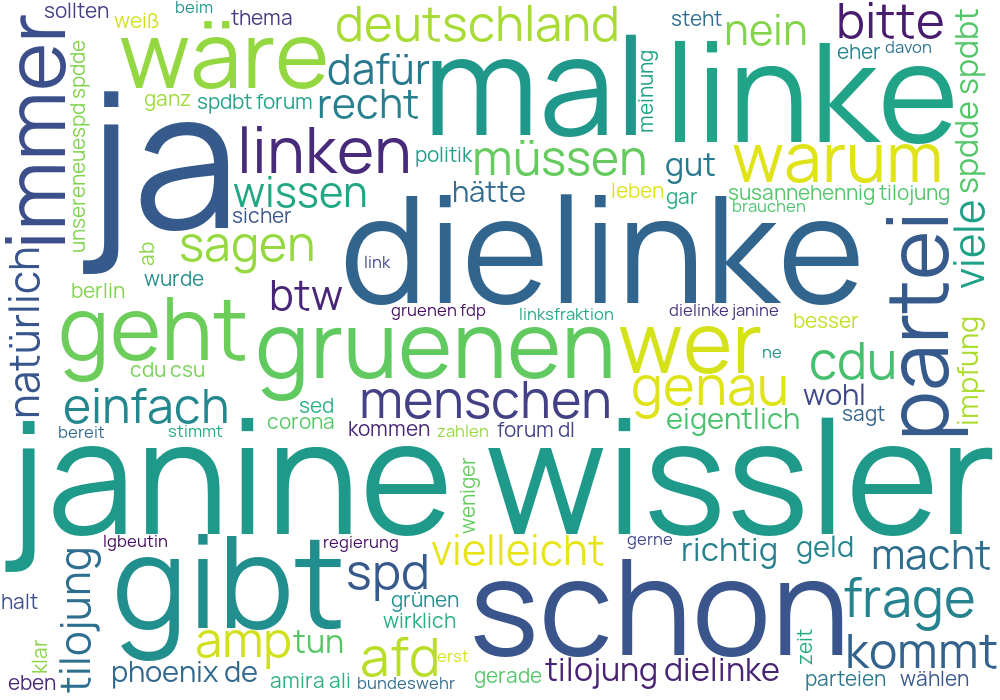 sollten
beim
weiß
thema
deutschland
steht
nein
bitte
immer
unsereneuespd spdde
wäre
dafür
mal
meinung
linke
eher
davon
viele spdde spdbt
ganz
spdbt forum
recht
ja
linken
politik
müssen
gut
warum
wissen
hätte
leben
gar
susannehennig tilojung
brauchen
sicher
sagen
ab
dielinke
link
partei
natürlich
wurde
berlin
btw
geht
gruenen fdp
linksfraktion
dielinke janine
besser
gruenen
wer
ne
cdu
impfung
cdu csu
genau
einfach
sed
menschen
wohl
corona
eigentlich
sagt
bereit
stimmt
kommen
zahlen
forum dl
janine wissler
weniger
lgbeutin
regierung
vielleicht
gerne
richtig
geld
macht
gibt
spd
schon
frage
tilojung
grünen
halt
wirklich
amp
tun
afd
erst
zeit
kommt
klar
eben
phoenix de
amira ali
bundeswehr
gerade
tilojung dielinke
parteien
wählen